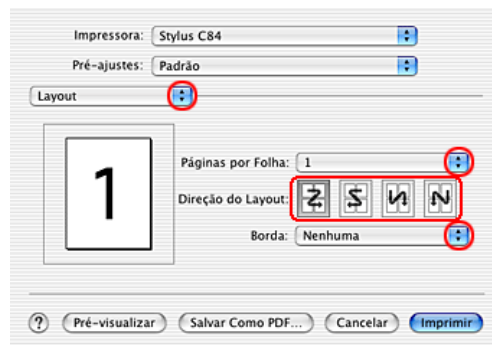 Impressora: Stylus C84
Pré-ajustes: Padrão
Layout
1
Páginas por Folha: 1
Direção do Layout:
Borda: Nenhuma
? Pré-visualizar Salvar Como PDF... Cancelar Imprimir